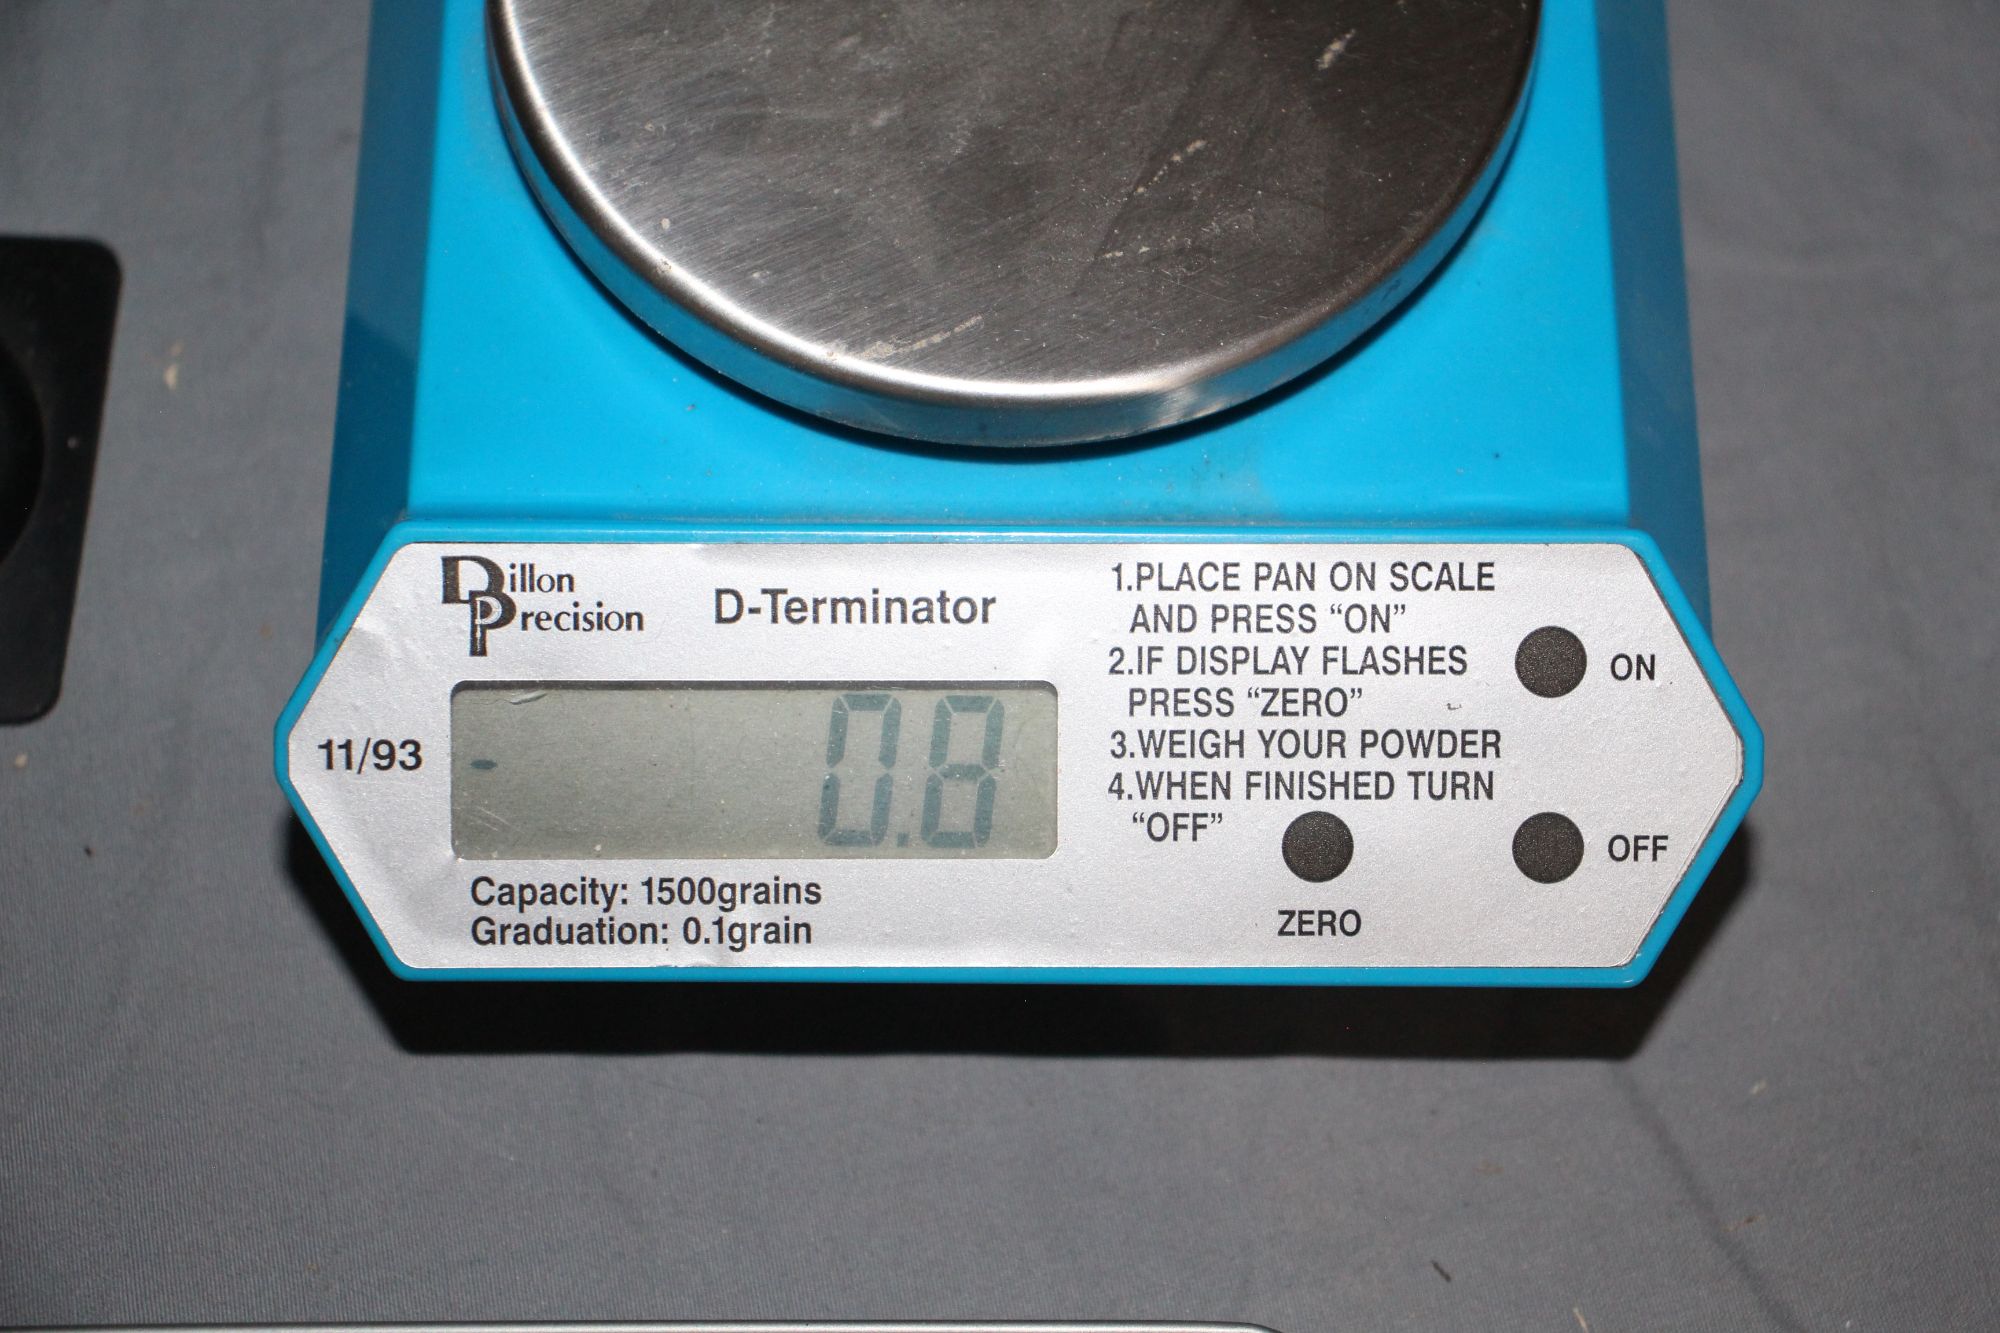 Dillon
Precision
D-Terminator
11/93
- 0.8
Capacity: 1500grains
Graduation: 0.1grain
1.PLACE PAN ON SCALE
AND PRESS “ON”
2.IF DISPLAY FLASHES
PRESS “ZERO”
3.WEIGH YOUR POWDER
4.WHEN FINISHED TURN
“OFF”
ZERO
ON
OFF